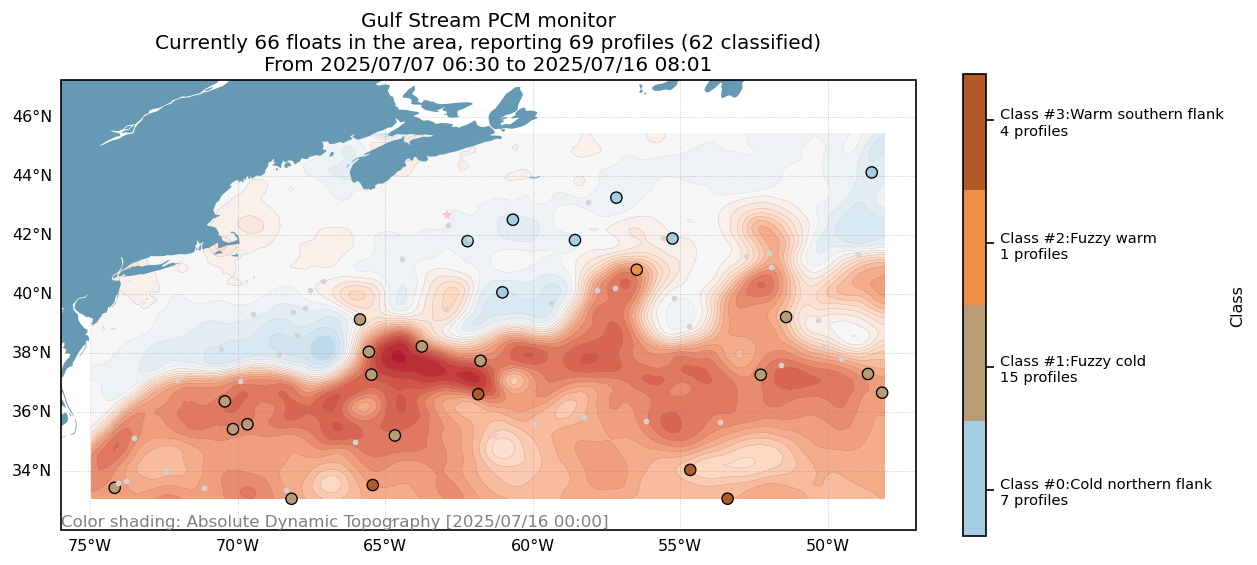 Gulf Stream PCM monitor
Currently 66 floats in the area, reporting 69 profiles (62 classified)
From 2025/07/07 06:30 to 2025/07/16 08:01
46°N
44°N
42°N
40°N
38°N
36°N
34°N
Color shading: Absolute Dynamic Topography [2025/07/16 00:00]
75°W
70°W
65°W
60°W
55°W
50°W
Class #3:Warm southern flank
4 profiles
Class #2:Fuzzy warm
1 profiles
Class #1:Fuzzy cold
15 profiles
Class #0:Cold northern flank
7 profiles
Class